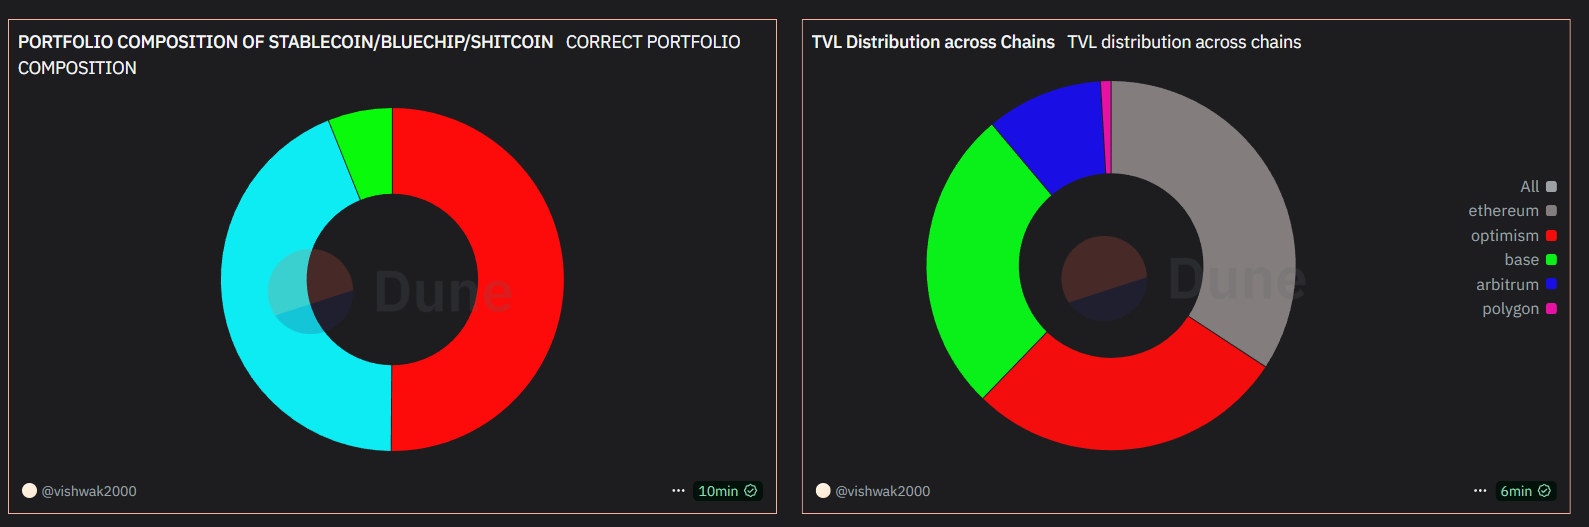 PORTFOLIO COMPOSITION OF STABLECOIN/BLUECHIP/SHITCOIN CORRECT PORTFOLIO
COMPOSITION
Dune
@vishwak2000
10min
TVL Distribution across Chains TVL distribution across chains
All
ethereum
optimism
base
arbitrum
polygon
Dune
@vishwak2000
6min